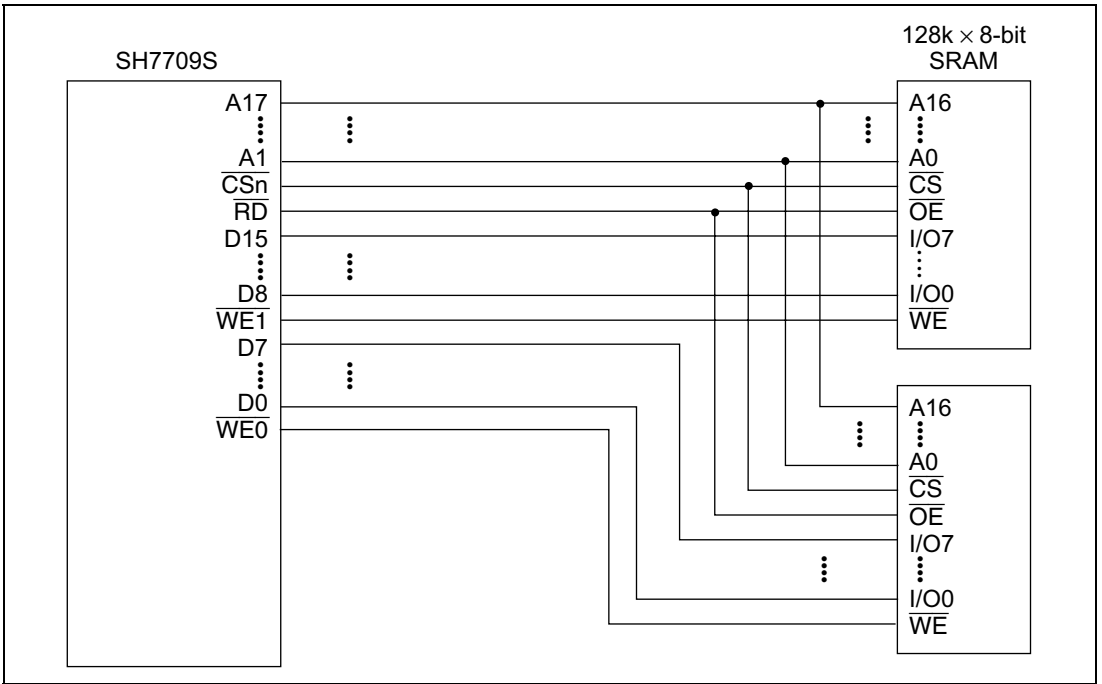 SH7709S
A17
A1
CSn
RD
D15
D8
WE1
D7
D0
WE0
128k × 8-bit
SRAM
A16
A0
CS
OE
I/O7
I/O0
WE
A16
A0
CS
OE
I/O7
I/O0
WE